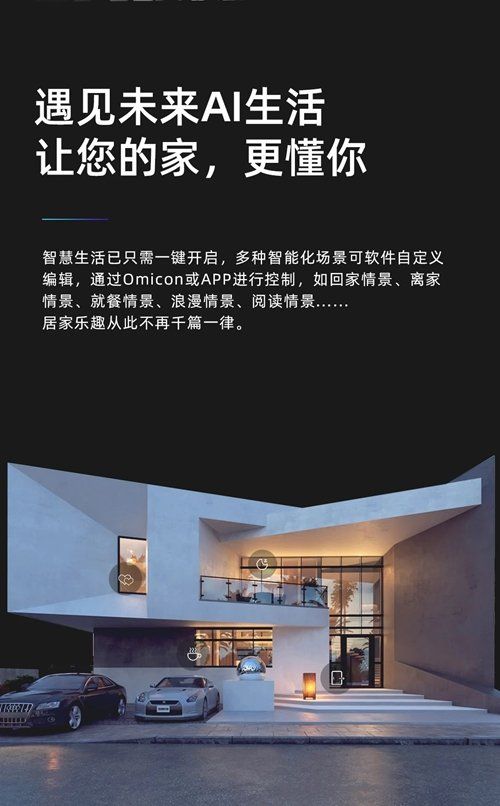 遇见未来AI生活
让您的家，更懂你
智慧生活已只需一键开启，多种智能化场景可软件自定义
编辑，通过Omicon或APP进行控制，如回家情景、离家
情景、就餐情景、浪漫情景、阅读情景......
居家乐趣从此不再千篇一律。